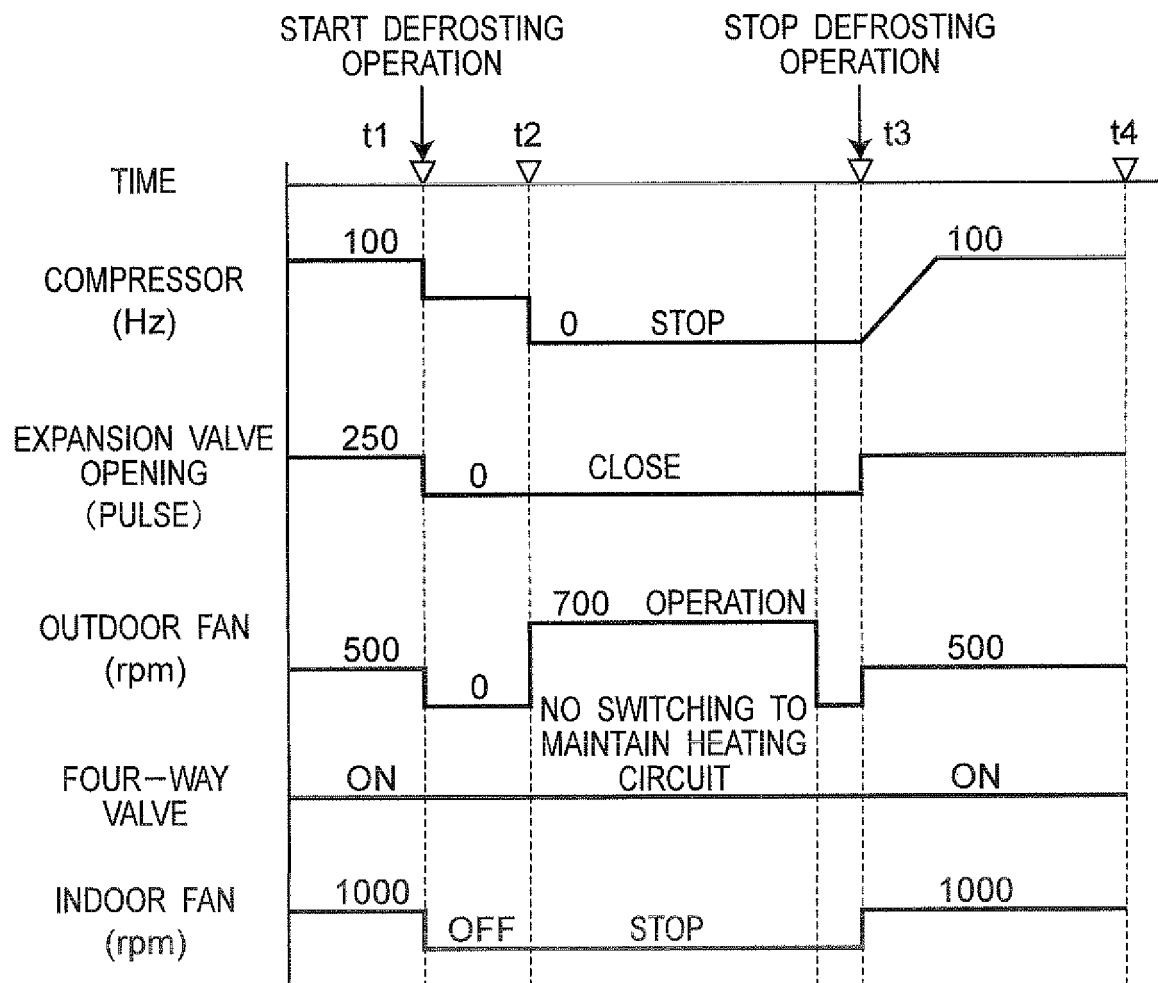 START DEFROSTING
OPERATION
STOP DEFROSTING
OPERATION
t1
t2
t3
t4
TIME
COMPRESSOR
(Hz)
100
0 STOP
100
EXPANSION VALVE
OPENING
(PULSE)
250
0
CLOSE
OUTDOOR FAN
(rpm)
500
0
700 OPERATION
500
NO SWITCHING TO
MAINTAIN HEATING
CIRCUIT
FOUR-WAY
VALVE
ON
ON
INDOOR FAN
(rpm)
1000
OFF
STOP
1000